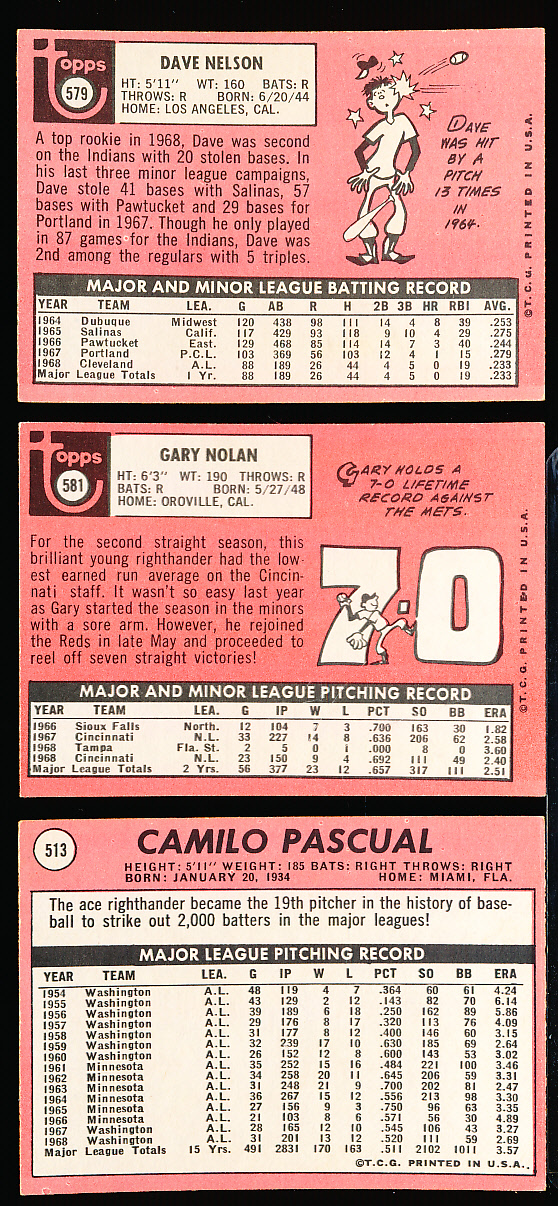 Topps
579
DAVE NELSON
HT: 5'11" WT: 160 BATS: R
THROWS: R BORN: 6/20/44
HOME: LOS ANGELES, CAL.
A top rookie in 1968, Dave was second
on the Indians with 20 stolen bases. In
his last three minor league campaigns,
Dave stole 41 bases with Salinas, 57
bases with Pawtucket and 29 bases for
Portland in 1967. Though he only played
in 87 games for the Indians, Dave was
2nd among the regulars with 5 triples.
DAVE
WAS HIT
BY A
PITCH
13 TIMES
IN
1964.
©T.C.G. PRINTED IN U.S.A.
MAJOR AND MINOR LEAGUE BATTING RECORD
YEAR TEAM LEA. G AB R H 2B 3B HR RBI AVG.
1964 Dubuque Midwest 120 438 98 111 14 4 8 39 .253
1965 Salinas Calif. 117 429 93 118 9 10 4 29 .275
1966 Pawtucket East. 129 468 85 114 14 7 3 40 .244
1967 Portland P.C.L. 103 369 56 103 12 4 1 15 .279
1968 Cleveland A.L. 88 189 26 44 4 5 0 19 .233
Major League Totals 1 Yr. 88 189 26 44 4 5 0 19 .233
Topps
581
GARY NOLAN
HT: 6'3" WT: 190 THROWS: R
BATS: R BORN: 5/27/48
HOME: OROVILLE, CAL.
GARY HOLDS A
7-0 LIFETIME
RECORD AGAINST
THE METS.
For the second straight season, this
brilliant young righthander had the low-
est earned run average on the Cincin-
nati staff. It wasn't so easy last year
as Gary started the season in the minors
with a sore arm. However, he rejoined
the Reds in late May and proceeded to
reel off seven straight victories!
7-0
©T.C.G. PRINTED IN U.S.A.
MAJOR AND MINOR LEAGUE PITCHING RECORD
YEAR TEAM LEA. G IP W L PCT SO BB ERA
1966 Sioux Falls North. 12 104 7 3 .700 163 30 1.82
1967 Cincinnati N.L. 33 227 14 8 .636 206 62 2.58
1968 Tampa Fla. St. 2 5 0 1 .000 8 0 3.60
1968 Cincinnati N.L. 23 150 9 4 .692 111 49 2.40
Major League Totals 2 Yrs. 56 377 23 12 .657 317 111 2.51
513
CAMILO PASCUAL
HEIGHT: 5'11" WEIGHT: 185 BATS: RIGHT THROWS: RIGHT
BORN: JANUARY 20, 1934 HOME: MIAMI, FLA.
The ace righthander became the 19th pitcher in the history of base-
ball to strike out 2,000 batters in the major leagues!
MAJOR LEAGUE PITCHING RECORD
YEAR TEAM LEA. G IP W L PCT SO BB ERA
1954 Washington A.L. 48 119 4 7 .364 60 61 4.24
1955 Washington A.L. 43 129 2 12 .143 82 70 6.14
1956 Washington A.L. 39 189 6 18 .250 162 89 5.86
1957 Washington A.L. 29 176 8 17 .320 113 76 4.09
1958 Washington A.L. 31 177 8 12 .400 146 60 3.15
1959 Washington A.L. 32 239 17 10 .630 185 69 2.64
1960 Washington A.L. 26 152 12 8 .600 143 53 3.02
1961 Minnesota A.L. 35 252 15 16 .484 221 100 3.46
1962 Minnesota A.L. 34 258 20 11 .645 206 59 3.31
1963 Minnesota A.L. 31 248 21 9 .700 202 81 2.47
1964 Minnesota A.L. 36 267 15 12 .556 213 98 3.30
1965 Minnesota A.L. 27 156 9 3 .750 96 63 3.35
1966 Minnesota A.L. 21 103 8 6 .571 56 30 4.89
1967 Washington A.L. 28 165 12 10 .545 106 43 3.27
1968 Washington A.L. 31 201 13 12 .520 111 59 2.69
Major League Totals 15 Yrs. 491 2831 170 163 .511 2102 1011 3.57
©T.C.G. PRINTED IN U.S.A.